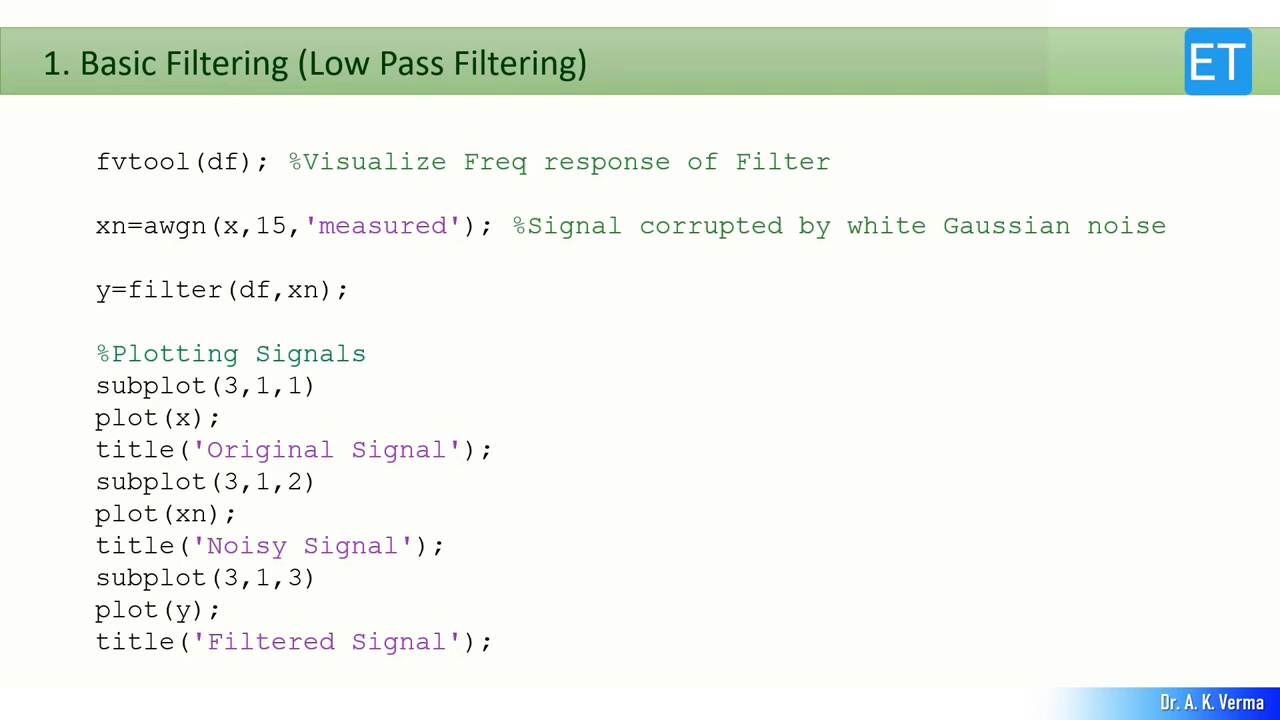 1. Basic Filtering (Low Pass Filtering)
ET
fvtool(df); %Visualize Freq response of Filter
xn=awgn(x,15,'measured'); %Signal corrupted by white Gaussian noise
y=filter(df,xn);
%Plotting Signals
subplot(3,1,1)
plot(x);
title('Original Signal');
subplot(3,1,2)
plot(xn);
title('Noisy Signal');
subplot(3,1,3)
plot(y);
title('Filtered Signal');
Dr. A. K. Verma